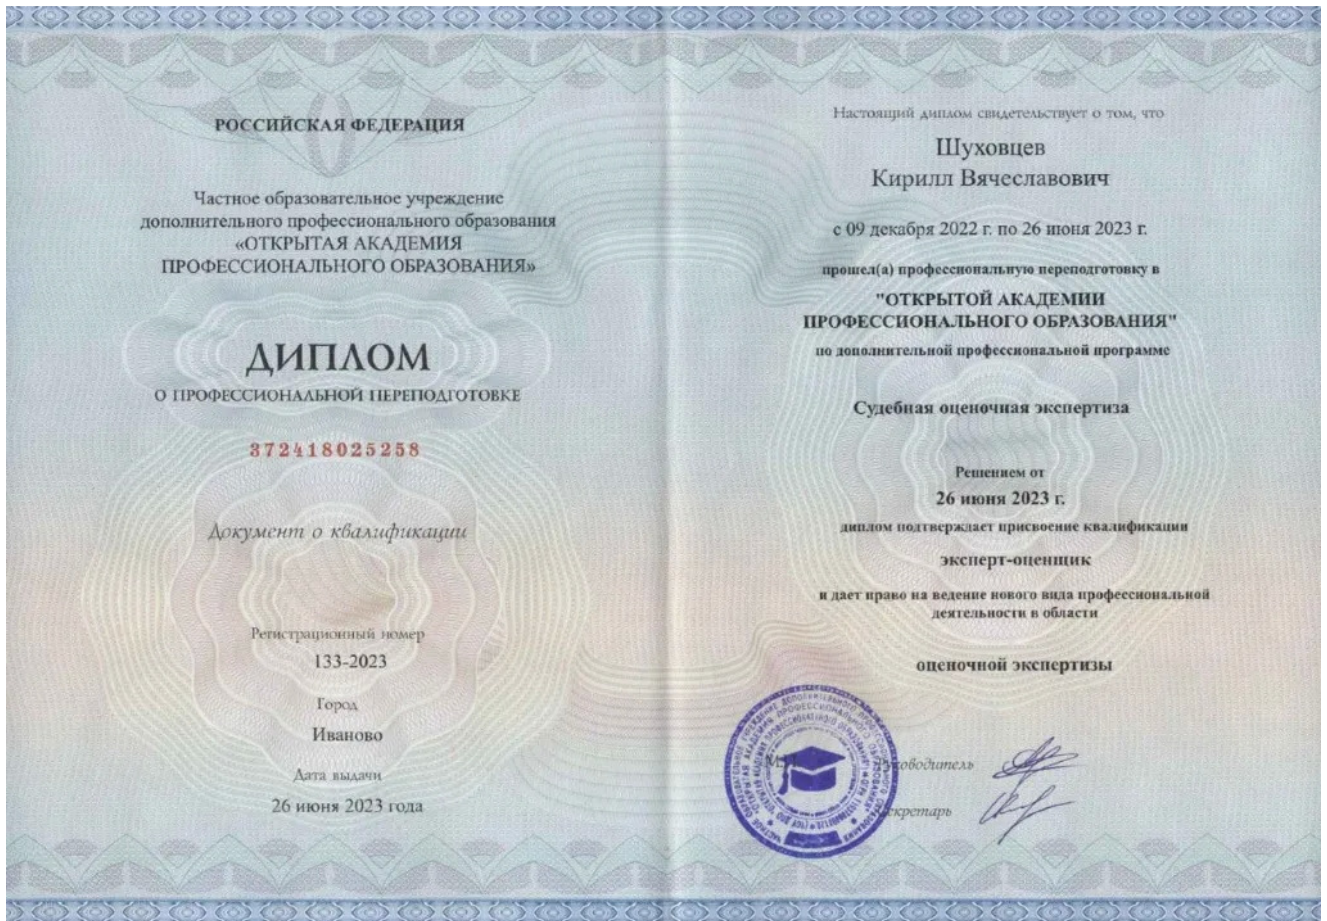 РОССИЙСКАЯ ФЕДЕРАЦИЯ
Частное образовательное учреждение
дополнительного профессионального образования
«ОТКРЫТАЯ АКАДЕМИЯ
ПРОФЕССИОНАЛЬНОГО ОБРАЗОВАНИЯ»
ДИПЛОМ
О ПРОФЕССИОНАЛЬНОЙ ПЕРЕПОДГОТОВКЕ
372418025258
Документ о квалификации
Регистрационный номер
133-2023
Город
Иваново
Дата выдачи
26 июня 2023 года
Настоящий диплом свидетельствует о том, что
Шуховцев
Кирилл Вячеславович
с 09 декабря 2022 г. по 26 июня 2023 г.
прошел(а) профессиональную переподготовку в
"ОТКРЫТОЙ АКАДЕМИИ
ПРОФЕССИОНАЛЬНОГО ОБРАЗОВАНИЯ"
по дополнительной профессиональной программе
Судебная оценочная экспертиза
Решением от
26 июня 2023 г.
диплом подтверждает присвоение квалификации
эксперт-оценщик
и дает право на ведение нового вида профессиональной
деятельности в области
оценочной экспертизы
М.П.
Руководитель
Секретарь